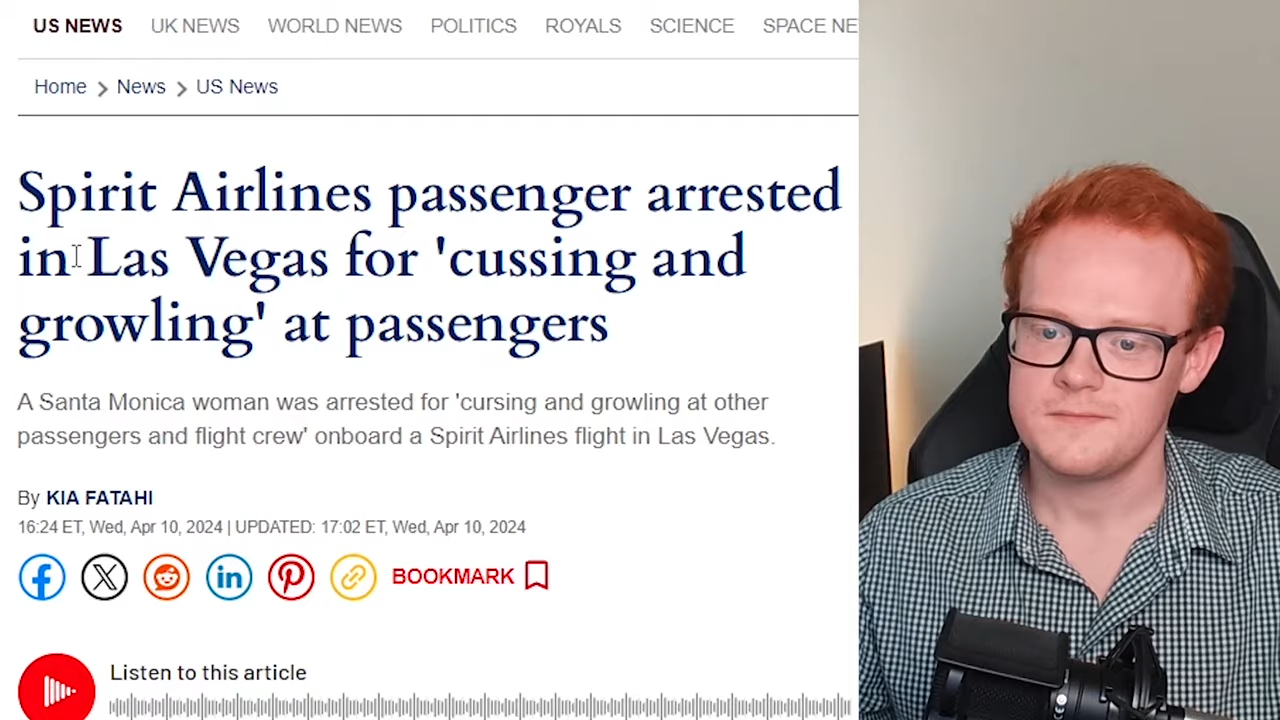 US NEWS UK NEWS WORLD NEWS POLITICS ROYALS SCIENCE SPACE NE
Home > News > US News
Spirit Airlines passenger arrested
in Las Vegas for 'cussing and
growling' at passengers
A Santa Monica woman was arrested for 'cursing and growling at other
passengers and flight crew' onboard a Spirit Airlines flight in Las Vegas.
By KIA FATAHI
16:24 ET, Wed, Apr 10, 2024 | UPDATED: 17:02 ET, Wed, Apr 10, 2024
BOOKMARK
Listen to this article